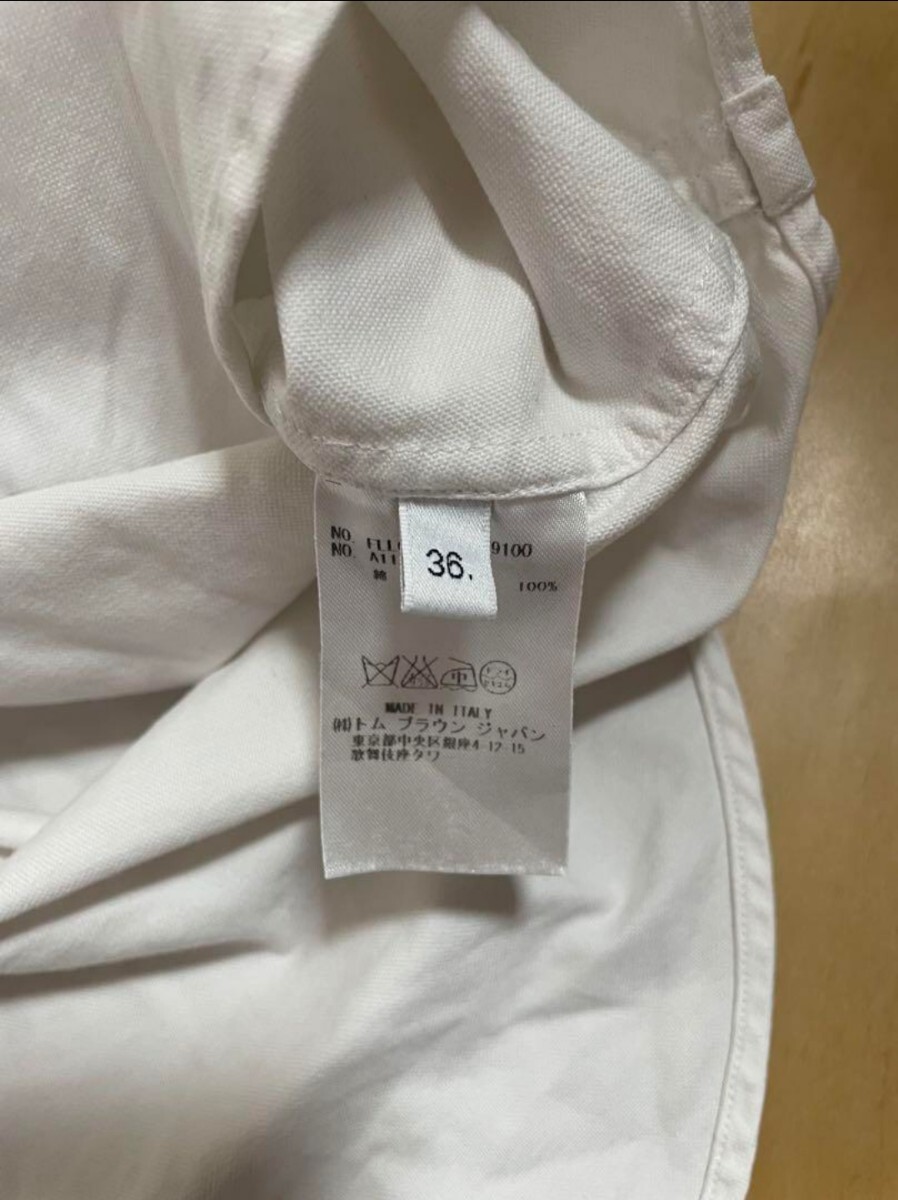 NO. 9100
NO. A11
36.
綿 100%
中
MADE IN ITALY
㈱トム ブラウン ジャパン
東京都中央区銀座4-12-15
歌舞伎座タワー